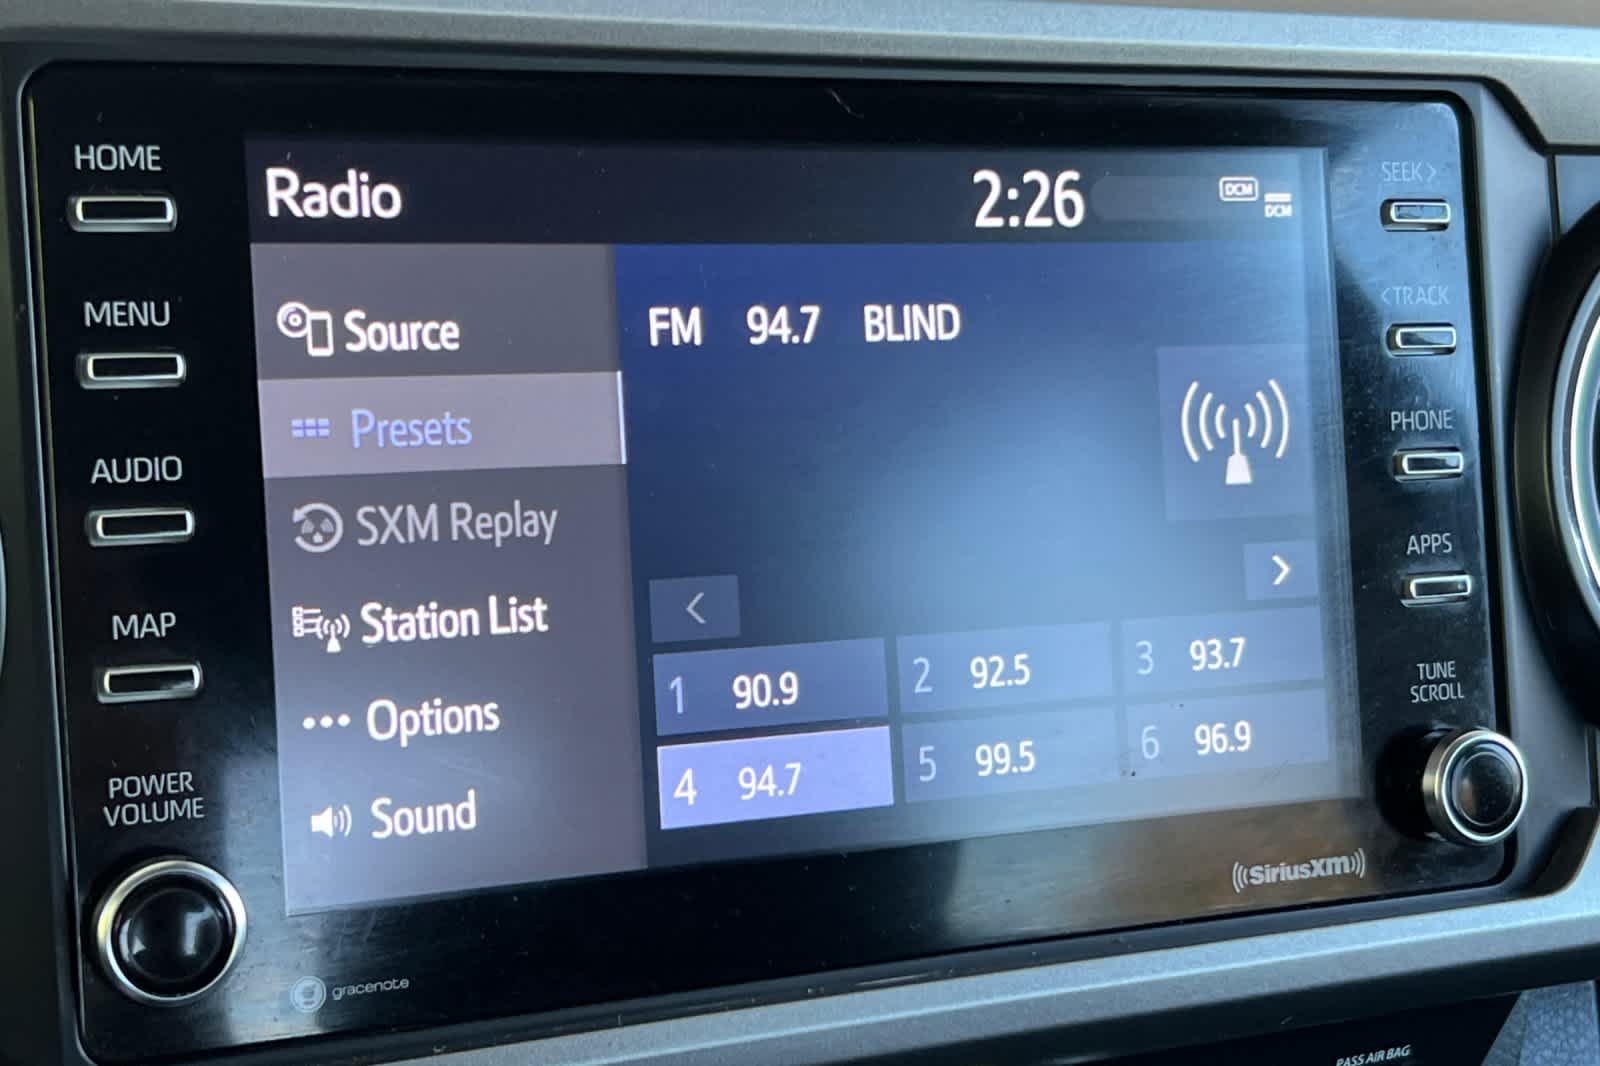 HOME
MENU
AUDIO
MAP
POWER
VOLUME
Radio
2:26
DCM
DCM
Source
Presets
SXM Replay
Station List
Options
Sound
FM 94.7 BLIND
<
>
1 90.9
2 92.5
3 93.7
4 94.7
5 99.5
6 96.9
SEEK>
<TRACK
PHONE
APPS
TUNE
SCROLL
((SiriusXM))
gracenote
PASS AIR BAG